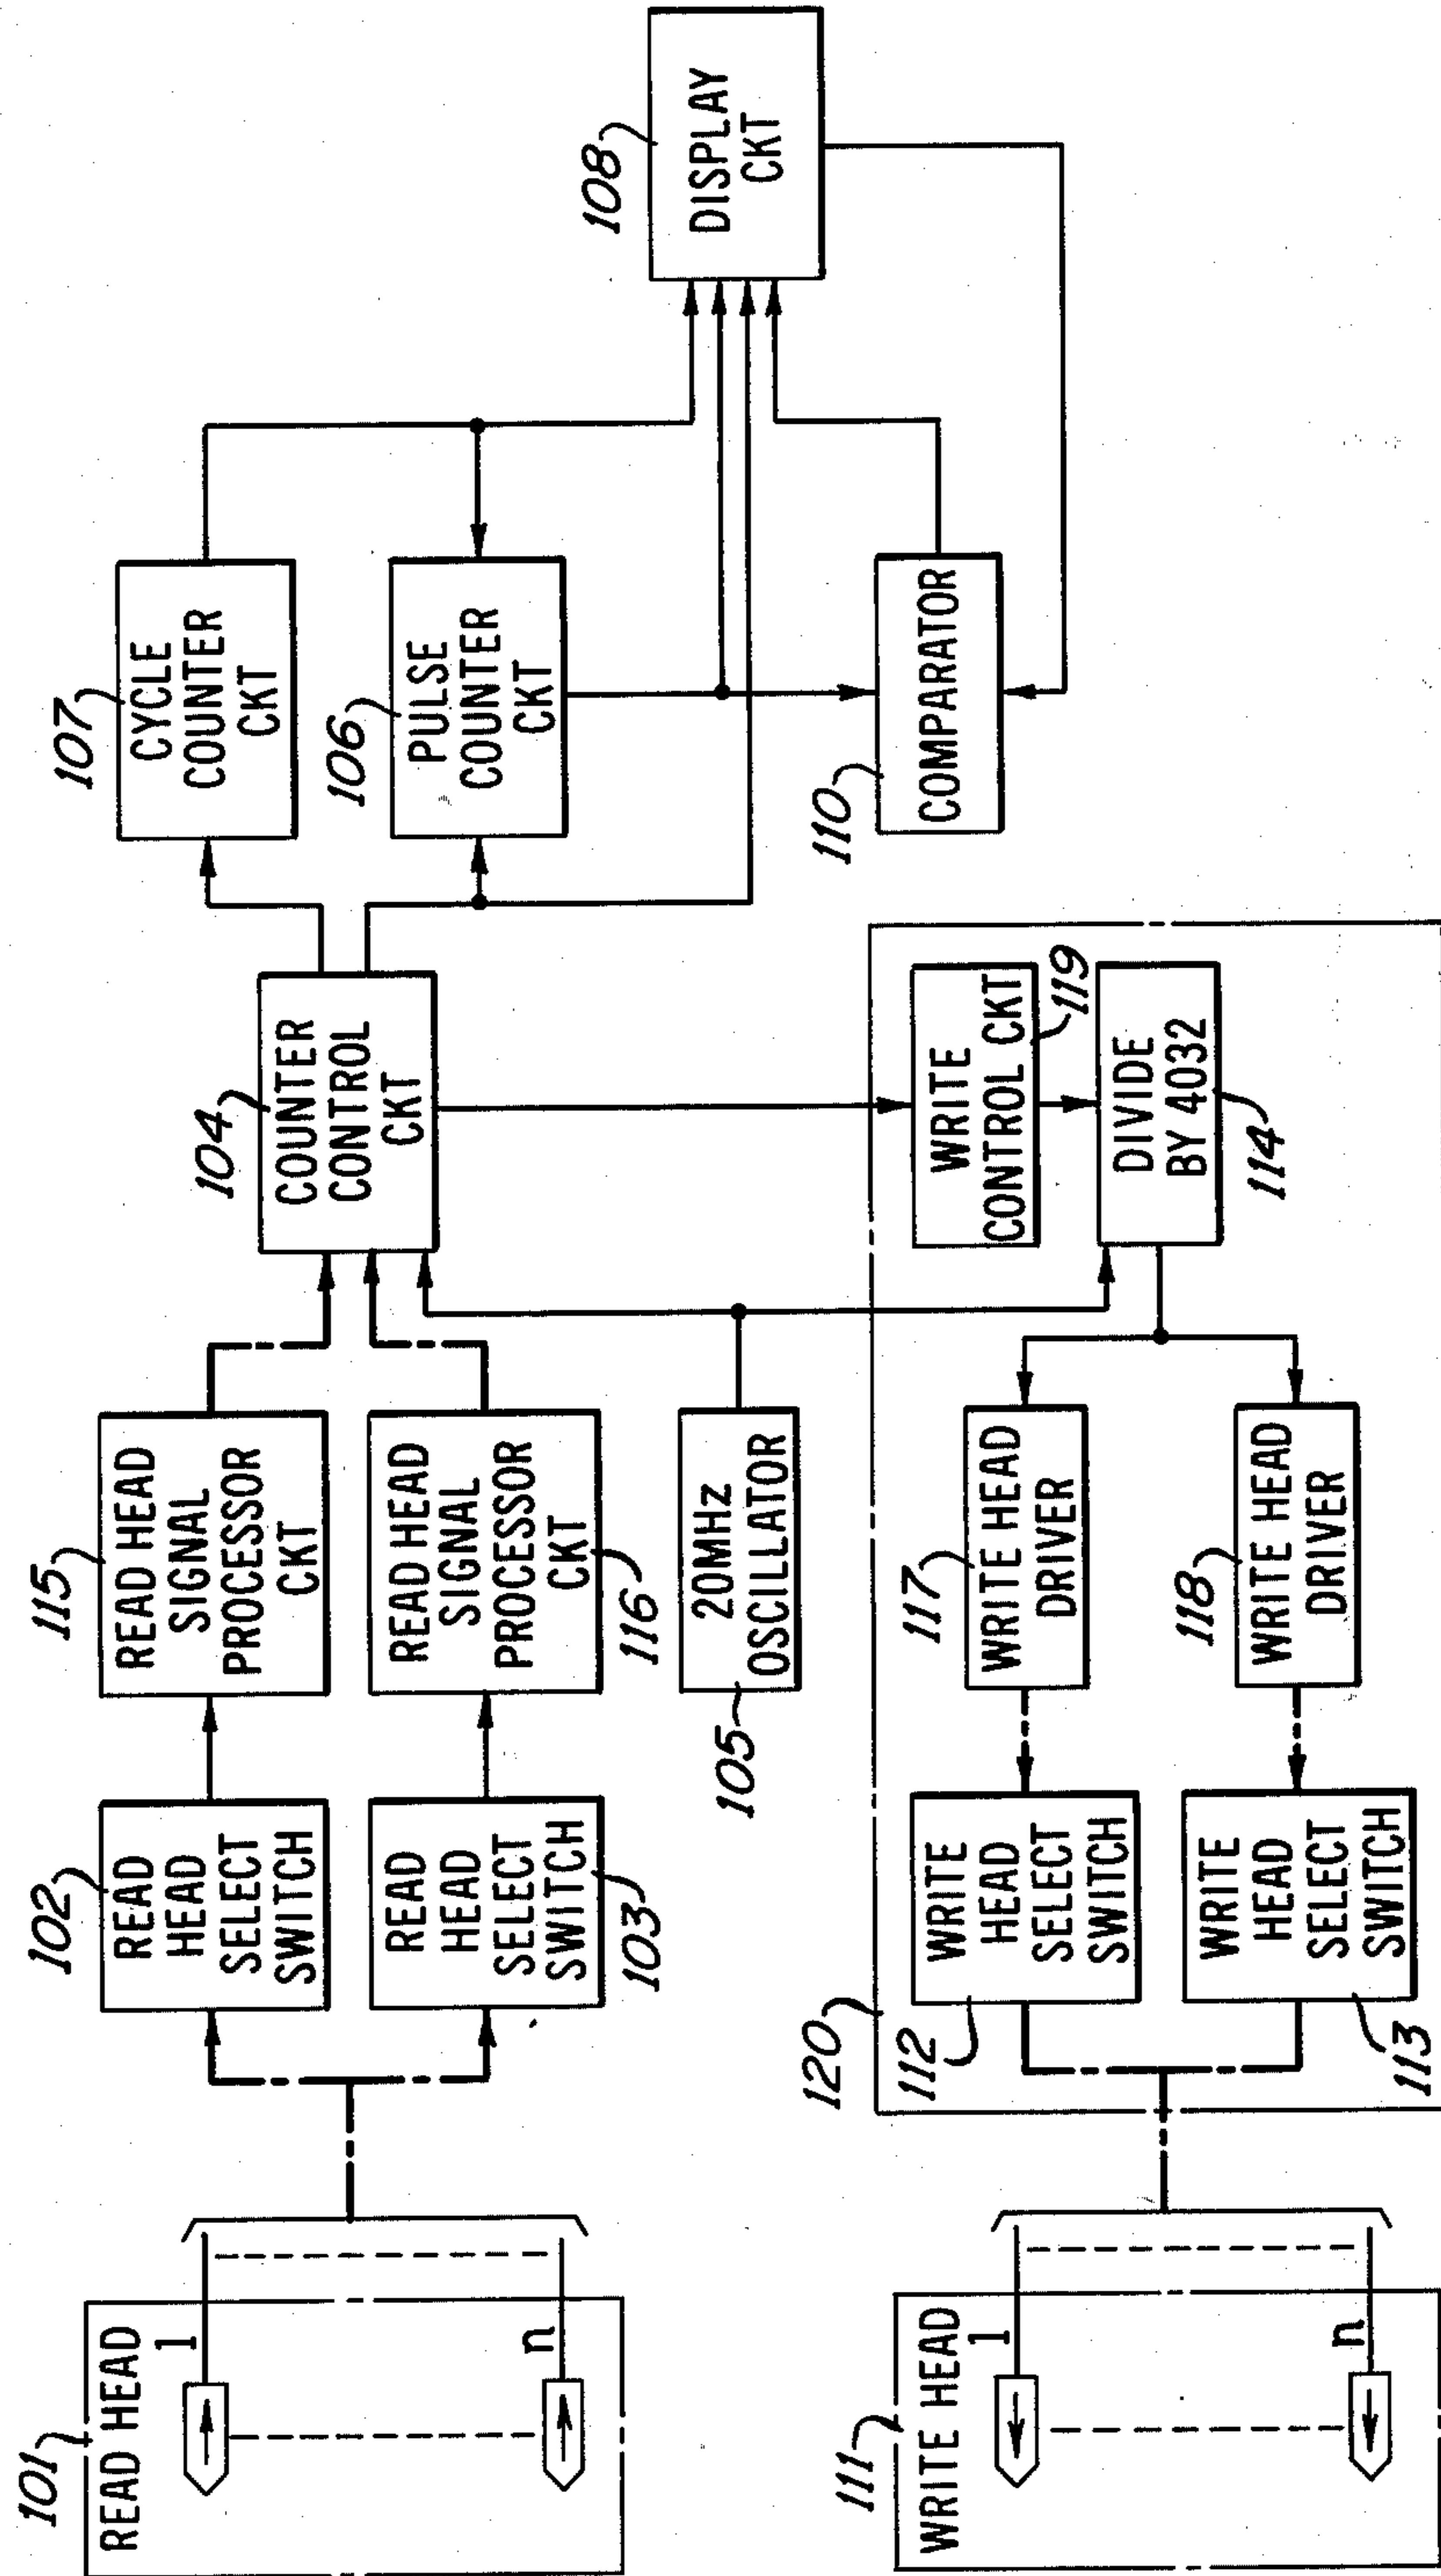 101
READ HEAD
1
n
102
READ
HEAD
SELECT
SWITCH
READ
HEAD
SELECT
SWITCH
103
115
READ HEAD
SIGNAL
PROCESSOR
CKT
READ HEAD
SIGNAL
PROCESSOR
CKT
116
20MHz
OSCILLATOR
105
104
COUNTER
CONTROL
CKT
107
CYCLE
COUNTER
CKT
106
PULSE
COUNTER
CKT
110
COMPARATOR
108
DISPLAY
CKT
111
WRITE HEAD
1
n
120
WRITE
HEAD
SELECT
SWITCH
112
WRITE
HEAD
SELECT
SWITCH
113
117
WRITE HEAD
DRIVER
118
WRITE HEAD
DRIVER
WRITE
CONTROL CKT
119
DIVIDE
BY 4032
114